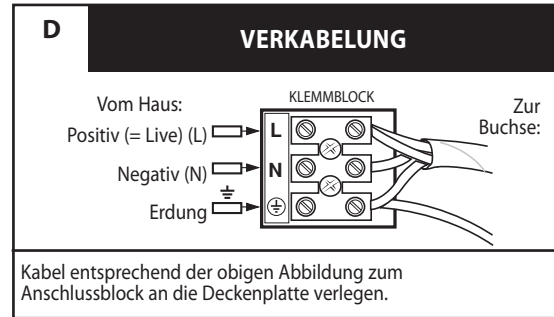 D
VERKABELUNG
KLEMMBLOCK
Vom Haus:
Positiv (= Live) (L)
Negativ (N)
Erdung
L
N
Zur
Buchse:
Kabel entsprechend der obigen Abbildung zum
Anschlussblock an die Deckenplatte verlegen.